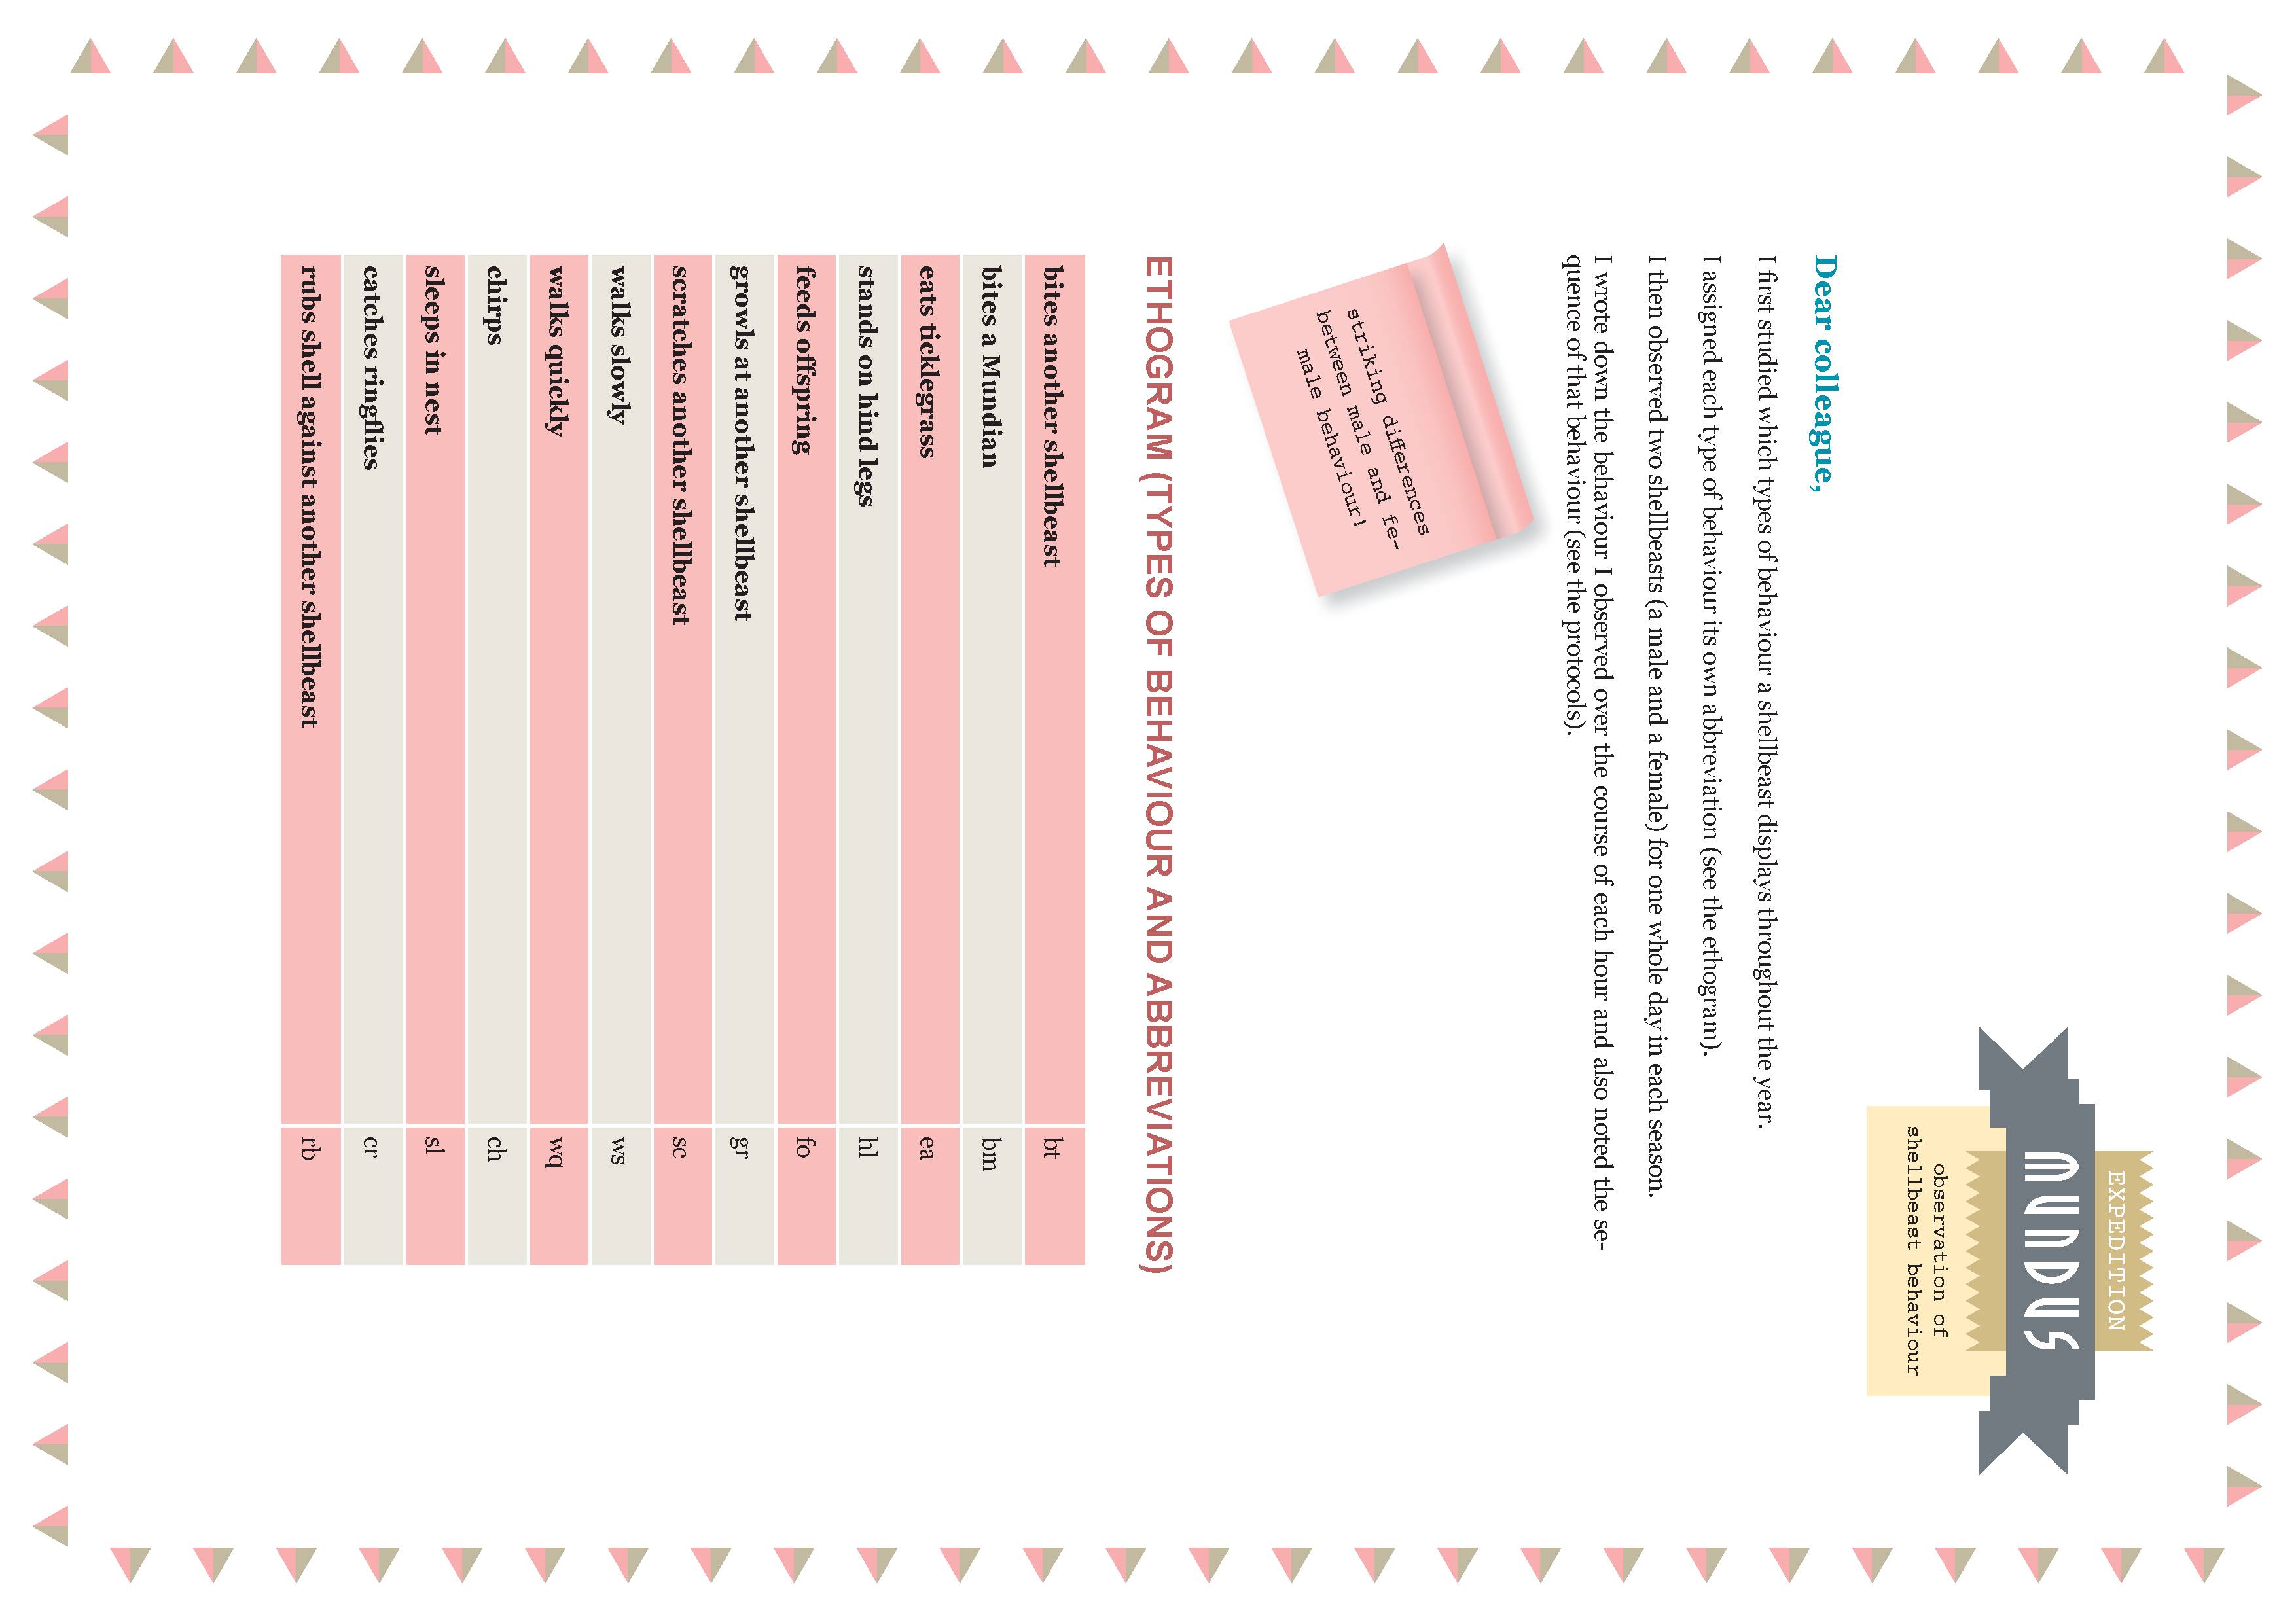 EXPEDITION
MUNDUS
observation of
shellbeast behaviour
Dear colleague,
I first studied which types of behaviour a shellbeast displays throughout the year.
I assigned each type of behaviour its own abbreviation (see the ethogram).
I then observed two shellbeasts (a male and a female) for one whole day in each season.
I wrote down the behaviour I observed over the course of each hour and also noted the se-
quence of that behaviour (see the protocols).
striking differences
between male and fe-
male behaviour!
ETHOGRAM (TYPES OF BEHAVIOUR AND ABBREVIATIONS)
bites another shellbeast bt
bites a Mundian bm
eats ticklegrass ea
stands on hind legs hl
feeds offspring fo
growls at another shellbeast gr
scratches another shellbeast sc
walks slowly ws
walks quickly wq
chirps ch
sleeps in nest sl
catches ringflies cr
rubs shell against another shellbeast rb